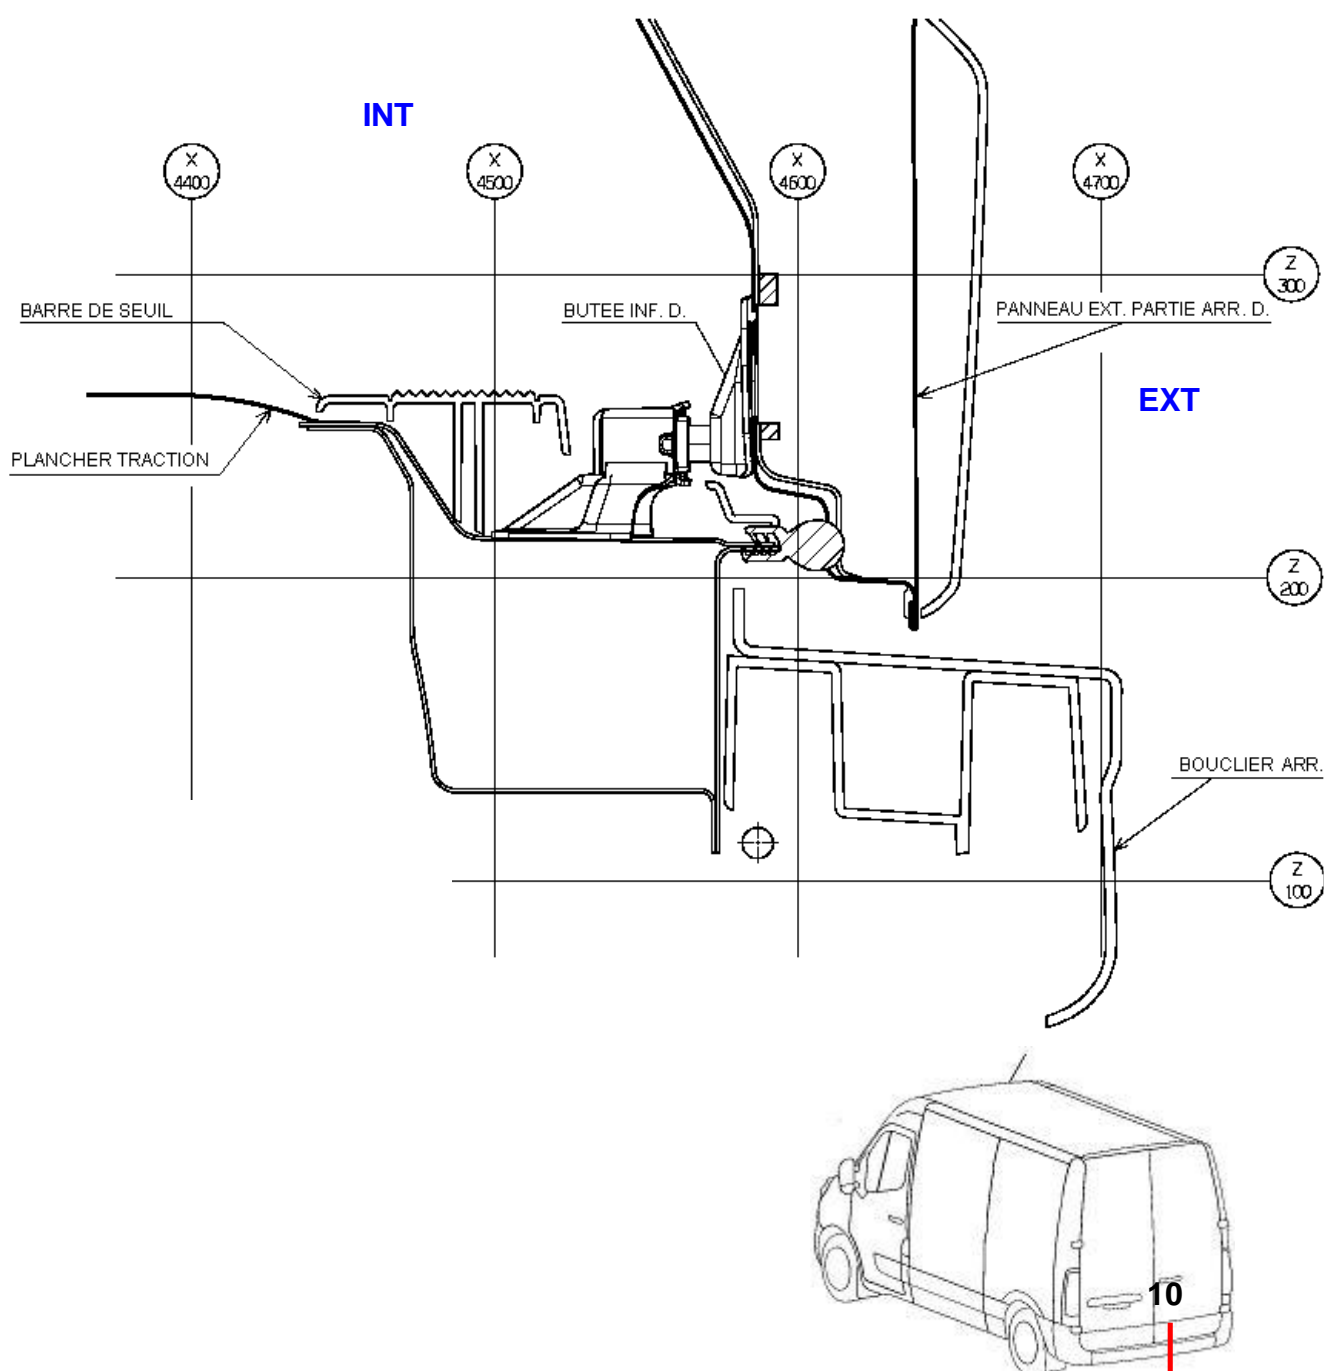 INT
X
4400
X
4500
X
4600
X
4700
Z
300
BARRE DE SEUIL
BUTEE INF. D.
PANNEAU EXT. PARTIE ARR. D.
EXT
PLANCHER TRACTION
Z
200
BOUCLIER ARR.
Z
100
10